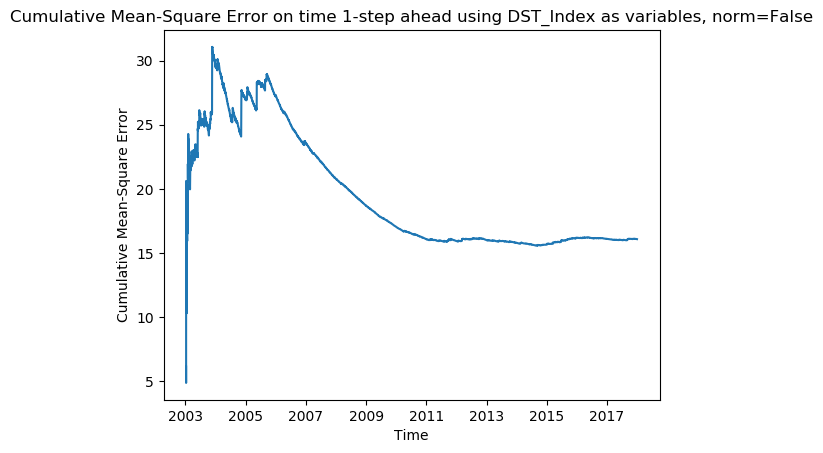 Cumulative Mean-Square Error on time 1-step ahead using DST_Index as variables, norm=False
Cumulative Mean-Square Error
30
25
20
15
10
5
2003 2005 2007 2009 2011 2013 2015 2017
Time